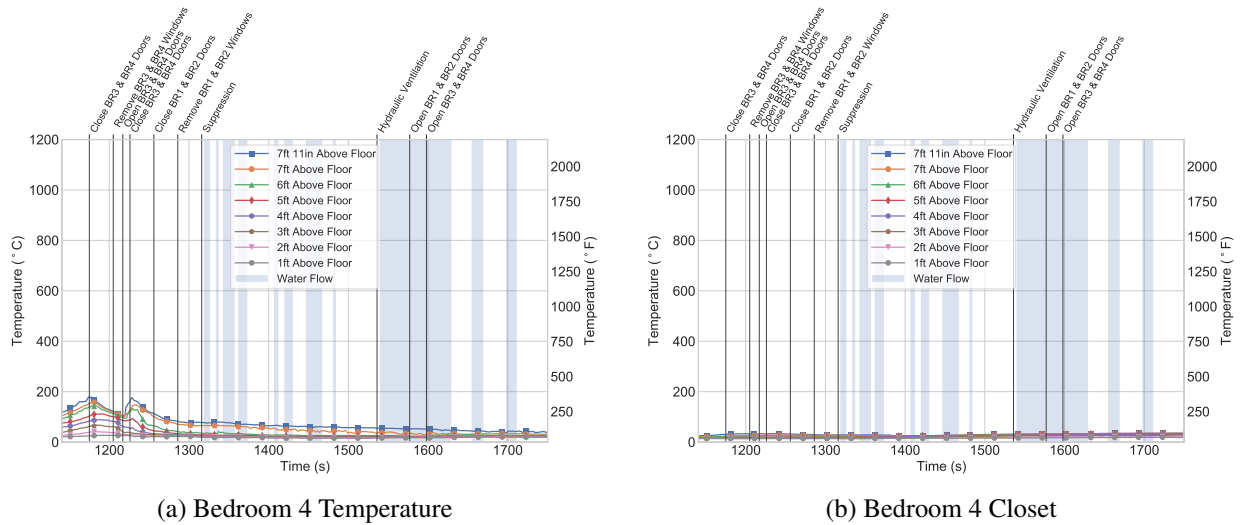 Close BR3 & BR4 Doors
Remove BR3 & BR4 Windows
Open BR3 & BR4 Doors
Close BR3 & BR4 Doors
Close BR1 & BR2 Doors
Remove BR1 & BR2 Windows
Suppression
Hydraulic Ventilation
Open BR1 & BR2 Doors
Open BR3 & BR4 Doors
1200
1000
800
600
400
200
0
Temperature (°C)
7ft 11in Above Floor
7ft Above Floor
6ft Above Floor
5ft Above Floor
4ft Above Floor
3ft Above Floor
2ft Above Floor
1ft Above Floor
Water Flow
2000
1750
1500
1250
1000
750
500
250
Temperature (°F)
1200
1300
1400
1500
1600
1700
Time (s)
(a) Bedroom 4 Temperature
Close BR3 & BR4 Doors
Remove BR3 & BR4 Windows
Open BR3 & BR4 Doors
Close BR3 & BR4 Doors
Close BR1 & BR2 Doors
Remove BR1 & BR2 Windows
Suppression
Hydraulic Ventilation
Open BR1 & BR2 Doors
Open BR3 & BR4 Doors
1200
1000
800
600
400
200
0
Temperature (°C)
7ft 11in Above Floor
7ft Above Floor
6ft Above Floor
5ft Above Floor
4ft Above Floor
3ft Above Floor
2ft Above Floor
1ft Above Floor
Water Flow
2000
1750
1500
1250
1000
750
500
250
Temperature (°F)
1200
1300
1400
1500
1600
1700
Time (s)
(b) Bedroom 4 Closet